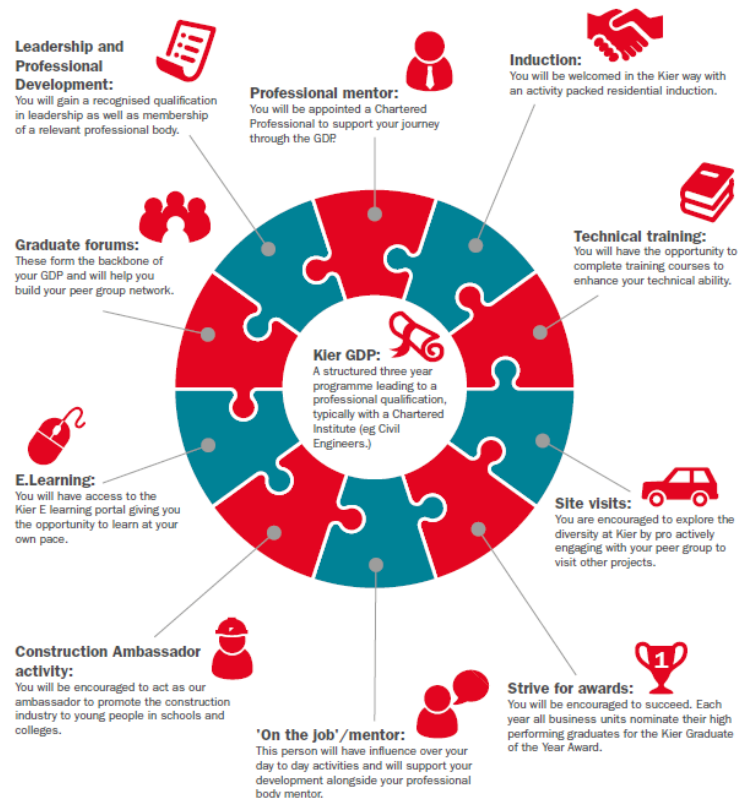 Leadership and
Professional
Development:
You will gain a recognised qualification
in leadership as well as membership
of a relevant professional body.
Professional mentor:
You will be appointed a Chartered
Professional to support your journey
through the GDP.
Induction:
You will be welcomed in the Kier way with
an activity packed residential induction.
Technical training:
You will have the opportunity to
complete training courses to
enhance your technical ability.
Graduate forums:
These form the backbone of
your GDP and will help you
build your peer group network.
Kier GDP:
A structured three year
programme leading to a
professional qualification,
typically with a Chartered
Institute (eg Civil
Engineers.)
E.Learning:
You will have access to the
Kier E learning portal giving you
the opportunity to learn at your
own pace.
Site visits:
You are encouraged to explore the
diversity at Kier by pro actively
engaging with your peer group to
visit other projects.
Construction Ambassador
activity:
You will be encouraged to act as our
ambassador to promote the construction
industry to young people in schools and
colleges.
'On the job'/mentor:
This person will have influence over your
day to day activities and will support your
development alongside your professional
body mentor.
1
Strive for awards:
You will be encouraged to succeed. Each
year all business units nominate their high
performing graduates for the Kier Graduate
of the Year Award.